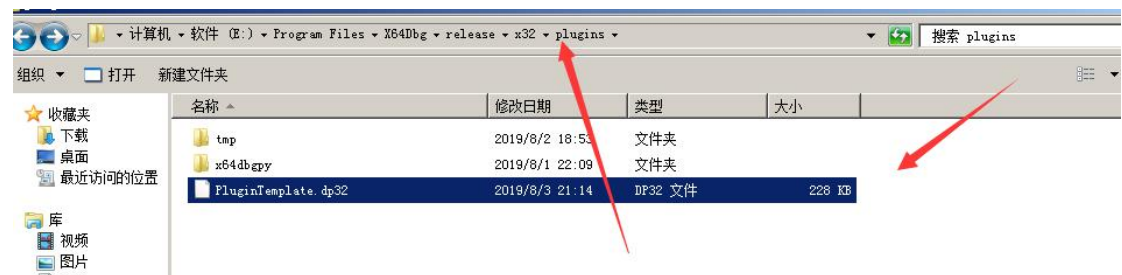 计算机 ▾ 软件 (E:) ▾ Program Files ▾ X64Dbg ▾ release ▾ x32 ▾ plugins ▾ 搜索 plugins
组织 ▼ 打开 新建文件夹
名称 修改日期 类型 大小
收藏夹
下载 tmp 2019/8/2 18:53 文件夹
桌面 x64dbgpy 2019/8/1 22:09 文件夹
最近访问的位置 PluginTemplate.dp32 2019/8/3 21:14 DP32 文件 228 KB
库
视频
图片